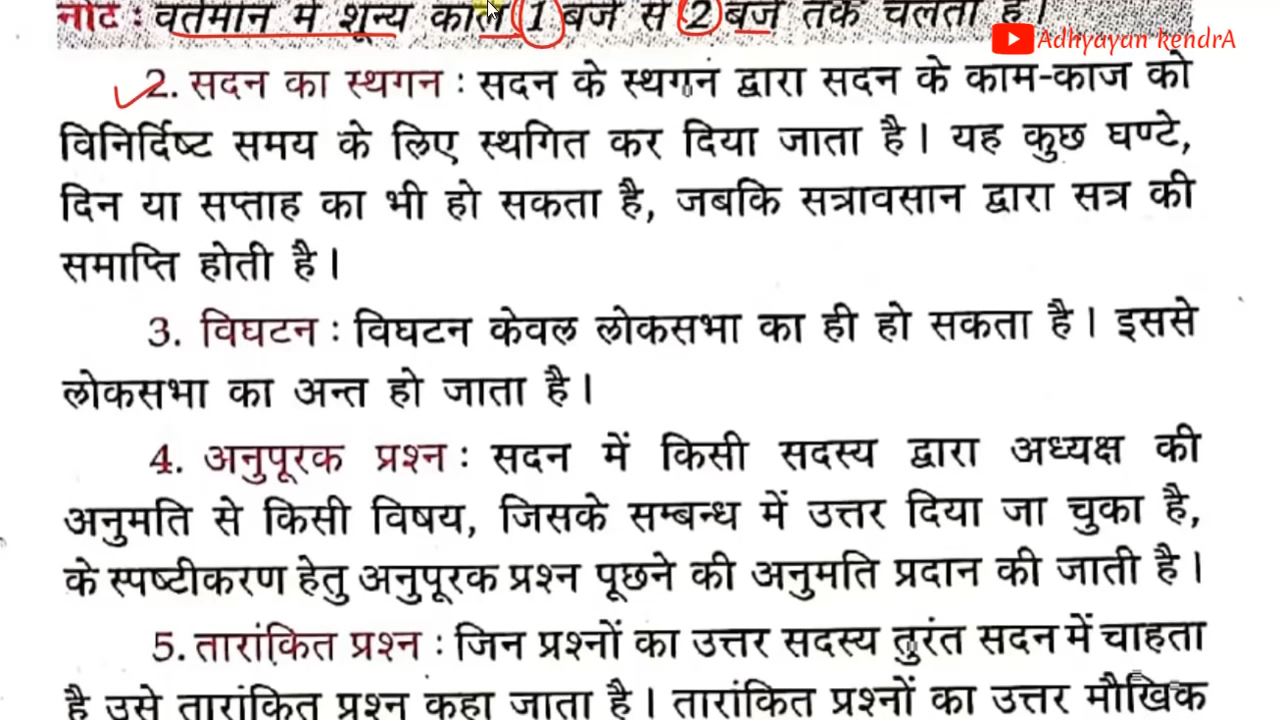 नोट : वर्तमान में शून्य काल 1 बजे से 2 बजे तक चलता है।
Adhyayan kendrA
2. सदन का स्थगन : सदन के स्थगन द्वारा सदन के काम-काज को
विनिर्दिष्ट समय के लिए स्थगित कर दिया जाता है। यह कुछ घण्टे,
दिन या सप्ताह का भी हो सकता है, जबकि सत्रावसान द्वारा सत्र की
समाप्ति होती है।
3. विघटन : विघटन केवल लोकसभा का ही हो सकता है। इससे
लोकसभा का अन्त हो जाता है।
4. अनुपूरक प्रश्न : सदन में किसी सदस्य द्वारा अध्यक्ष की
अनुमति से किसी विषय, जिसके सम्बन्ध में उत्तर दिया जा चुका है,
के स्पष्टीकरण हेतु अनुपूरक प्रश्न पूछने की अनुमति प्रदान की जाती है।
5. तारांकित प्रश्न : जिन प्रश्नों का उत्तर सदस्य तुरंत सदन में चाहता
है उसे तारांकित प्रश्न कहा जाता है। तारांकित प्रश्नों का उत्तर मौखिक